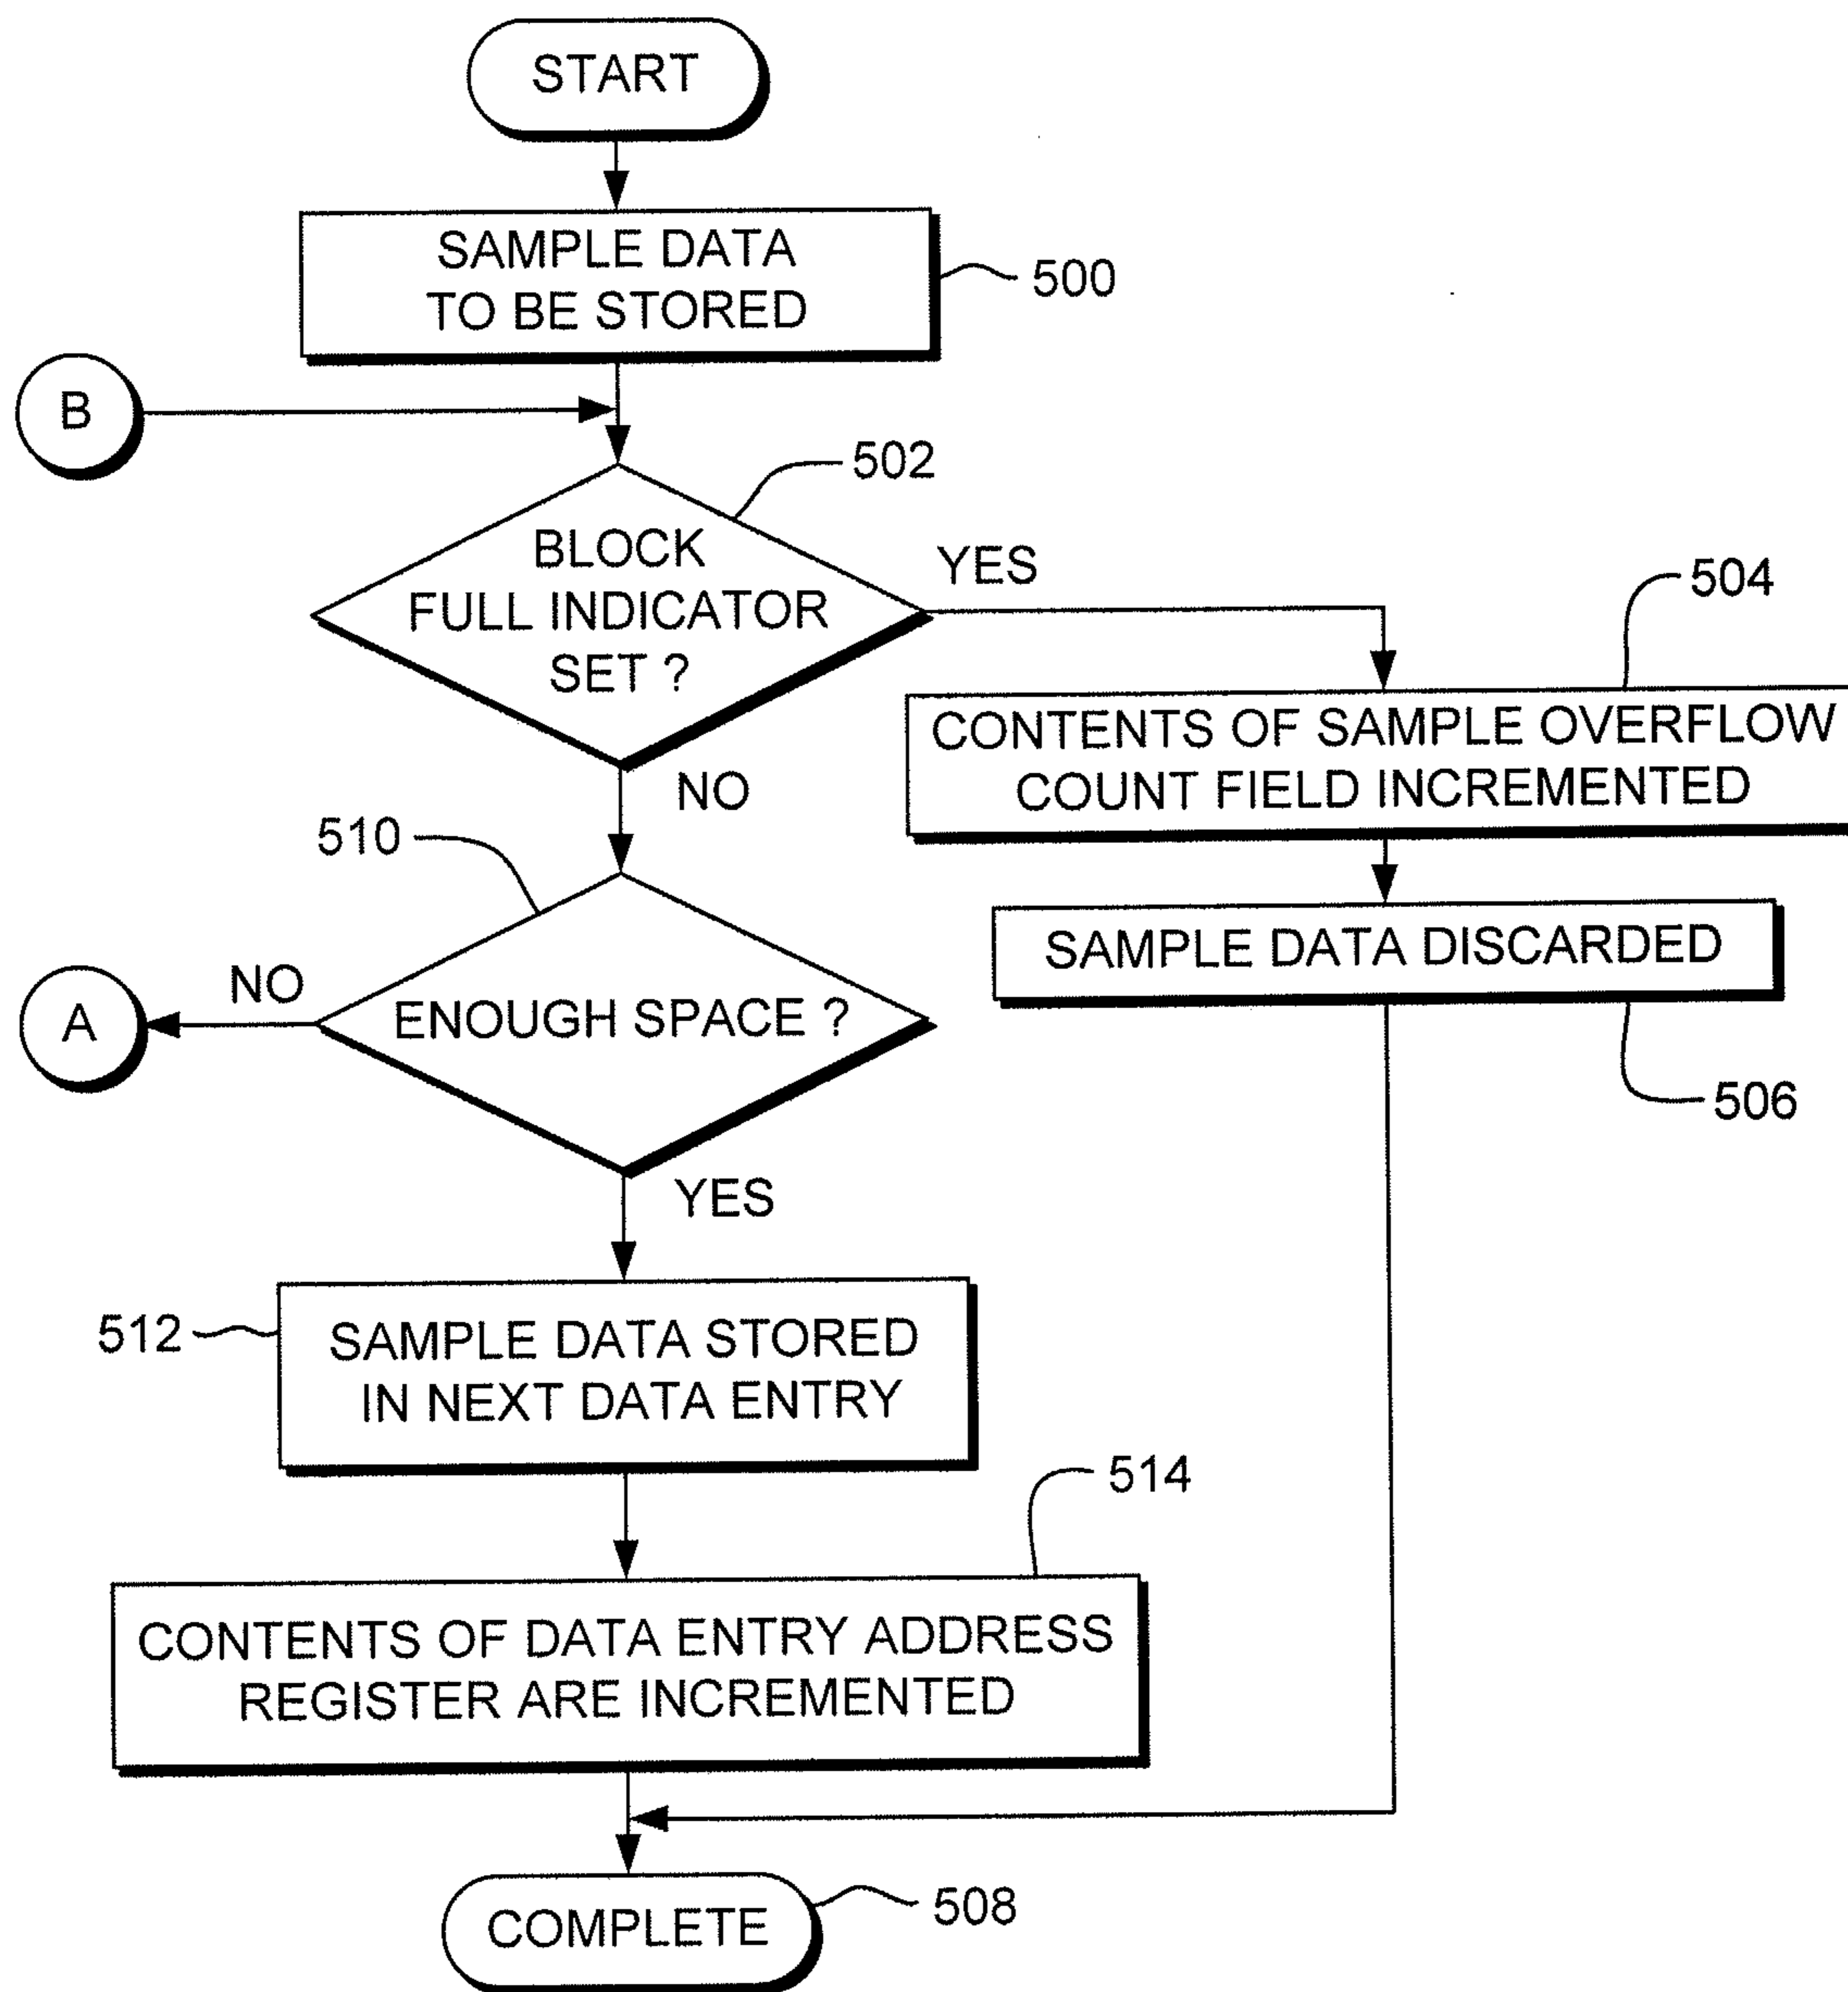 START
SAMPLE DATA
TO BE STORED
500
B
502
BLOCK
FULL INDICATOR
SET ?
YES
504
CONTENTS OF SAMPLE OVERFLOW
COUNT FIELD INCREMENTED
NO
510
SAMPLE DATA DISCARDED
506
ENOUGH SPACE ?
NO
A
YES
512
SAMPLE DATA STORED
IN NEXT DATA ENTRY
514
CONTENTS OF DATA ENTRY ADDRESS
REGISTER ARE INCREMENTED
COMPLETE
508